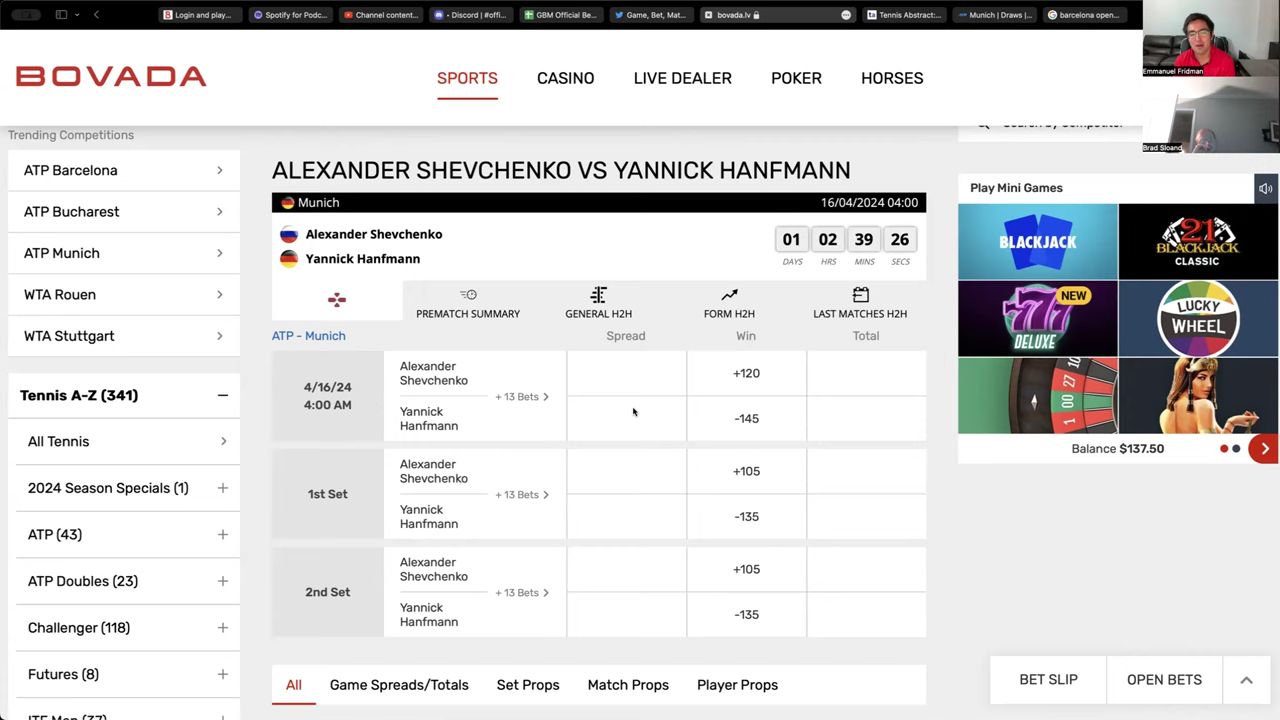 Login and play...
Spotify for Podc...
Channel content...
• Discord | #offi...
GBM Official Be...
Game, Bet, Mat...
bovada.lv
Tennis Abstract:...
Munich | Draws |...
barcelona open...
BOVADA
SPORTS
CASINO
LIVE DEALER
POKER
HORSES
Emmanuel Fridman
Brad Sloand
Trending Competitions
ATP Barcelona
ATP Bucharest
ATP Munich
WTA Rouen
WTA Stuttgart
Tennis A-Z (341)
All Tennis
2024 Season Specials (1)
ATP (43)
ATP Doubles (23)
Challenger (118)
Futures (8)
ALEXANDER SHEVCHENKO VS YANNICK HANFMANN
Munich
16/04/2024 04:00
Alexander Shevchenko
Yannick Hanfmann
01 02 39 26
DAYS HRS MINS SECS
PREMATCH SUMMARY
GENERAL H2H
FORM H2H
LAST MATCHES H2H
ATP - Munich
Spread
Win
Total
4/16/24
4:00 AM
Alexander
Shevchenko
+ 13 Bets
Yannick
Hanfmann
+120
-145
1st Set
Alexander
Shevchenko
+ 13 Bets
Yannick
Hanfmann
+105
-135
2nd Set
Alexander
Shevchenko
+ 13 Bets
Yannick
Hanfmann
+105
-135
All
Game Spreads/Totals
Set Props
Match Props
Player Props
Play Mini Games
BLACKJACK
21
BLACKJACK
CLASSIC
777
NEW
DELUXE
LUCKY
WHEEL
Balance $137.50
BET SLIP
OPEN BETS